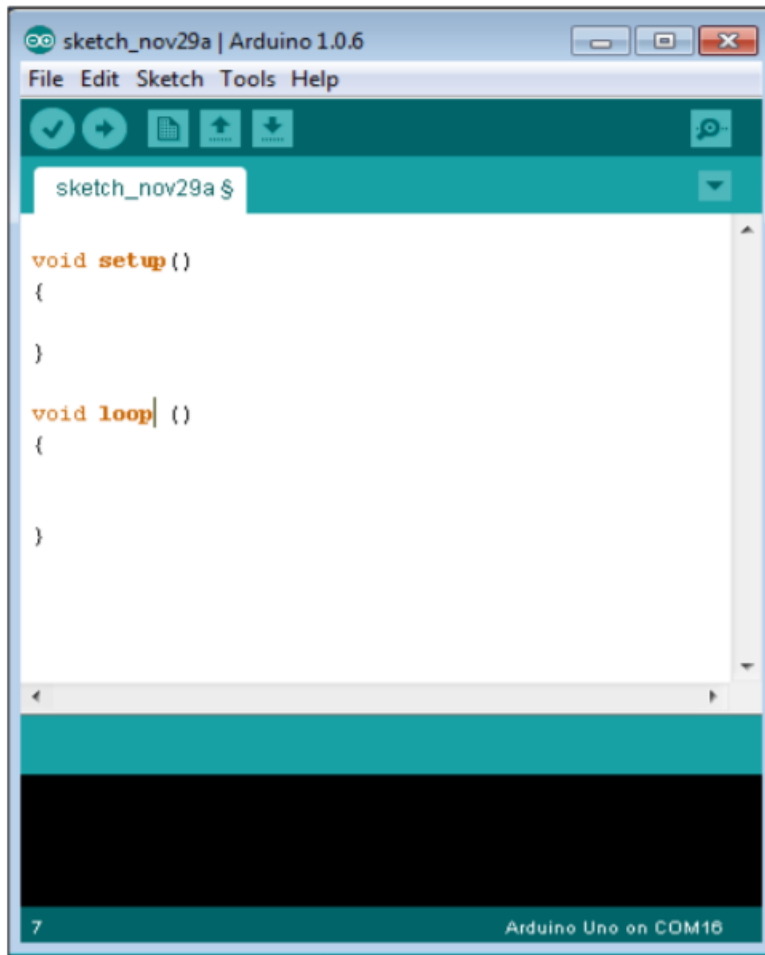 sketch_nov29a | Arduino 1.0.6
File Edit Sketch Tools Help
sketch_nov29a §
void setup()
{
}
void loop ()
{
}
7 Arduino Uno on COM16